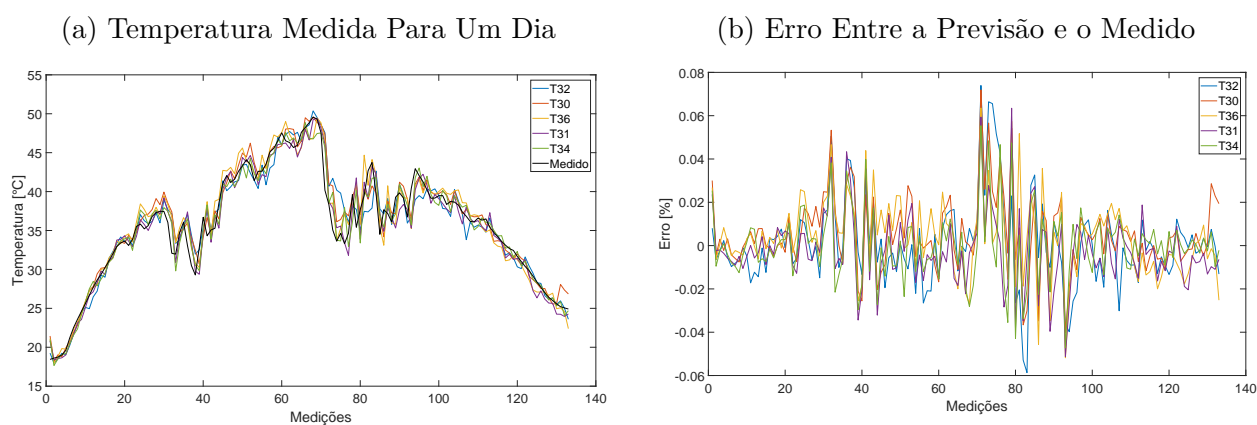 (a) Temperatura Medida Para Um Dia
(b) Erro Entre a Previsão e o Medido
55
50
45
40
35
30
25
20
15
Temperatura [°C]
0 20 40 60 80 100 120 140
Medições
T32
T30
T36
T31
T34
Medido
0.08
0.06
0.04
0.02
0
-0.02
-0.04
-0.06
Erro [%]
0 20 40 60 80 100 120 140
Medições
T32
T30
T36
T31
T34